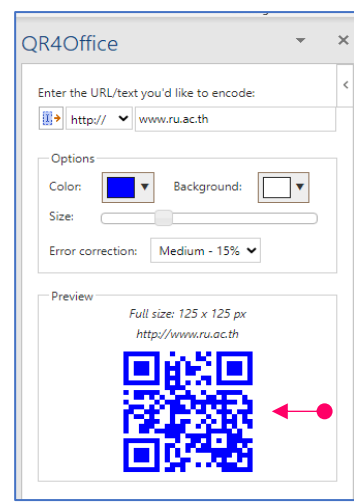 QR4Office
Enter the URL/text you'd like to encode:
http:// www.ru.ac.th
Options
Color: Background:
Size:
Error correction: Medium - 15%
Preview
Full size: 125 x 125 px
http://www.ru.ac.th